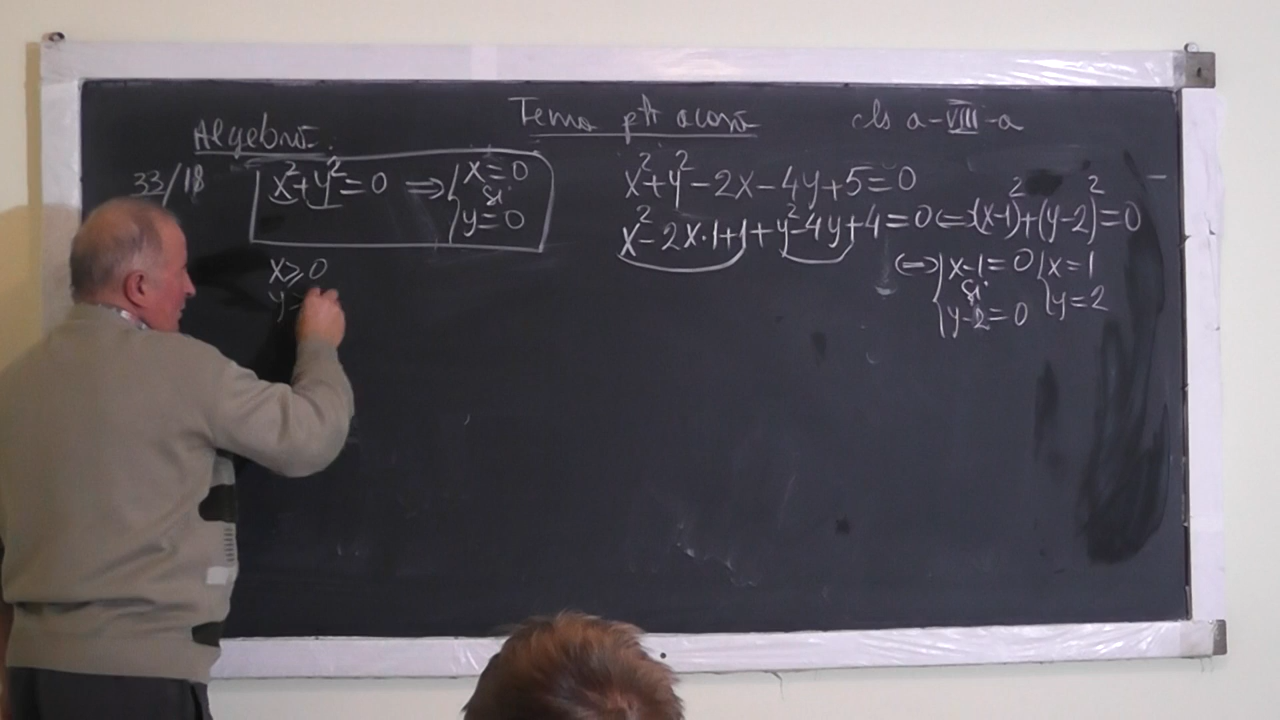 Tema ptr acasă cls a-VIII-a
Algebră.
33/18
x²+y²=0 ⇒ { x=0 și y=0
x≥0
y≥
x²+y²-2x-4y+5=0
x²-2x·1+1+y²-4y+4=0 ⇔ (x-1)²+(y-2)²=0
⇔ { x-1=0 și y-2=0 { x=1 y=2